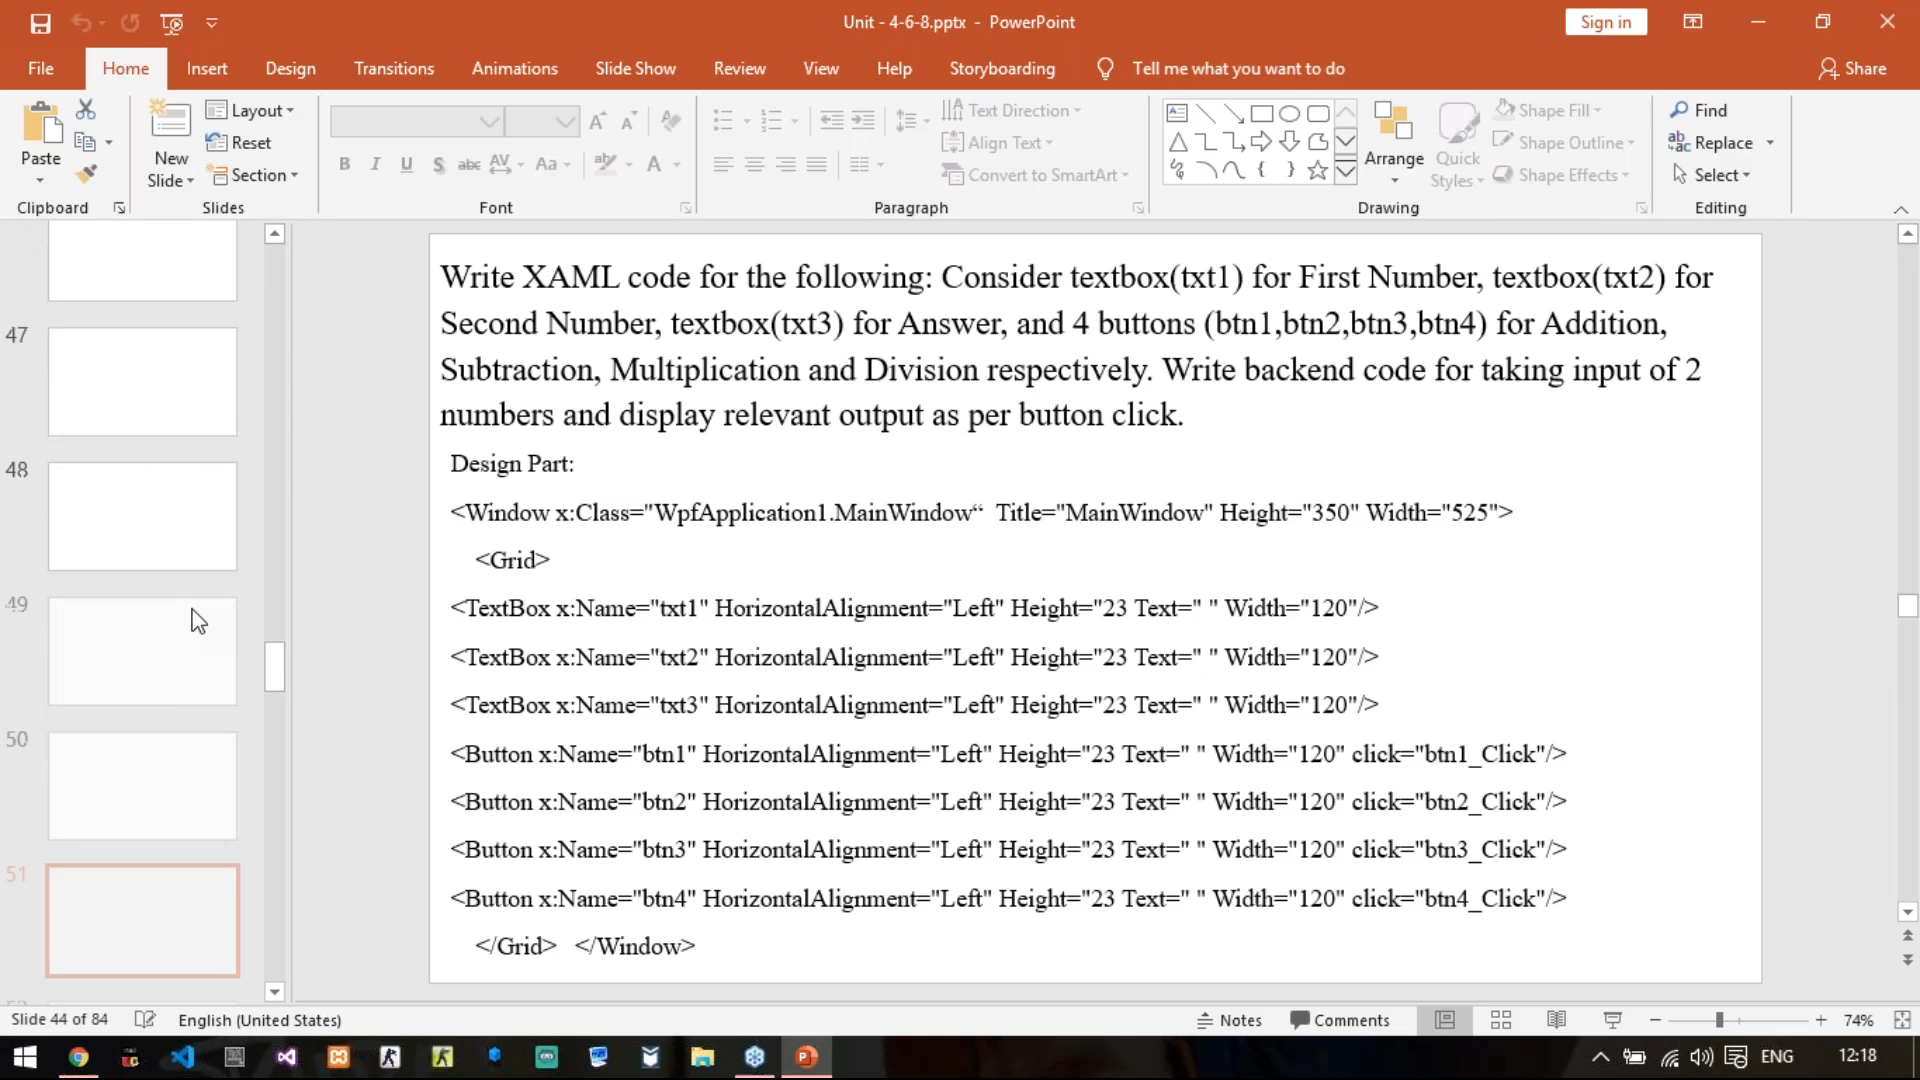 Unit - 4-6-8.pptx - PowerPoint
Sign in
File Home Insert Design Transitions Animations Slide Show Review View Help Storyboarding Tell me what you want to do Share
Paste
Clipboard
New Slide
Layout
Reset
Section
Slides
B I U S abc AV Aa A
Font
Text Direction
Align Text
Convert to SmartArt
Paragraph
Arrange
Quick Styles
Shape Fill
Shape Outline
Shape Effects
Drawing
Find
Replace
Select
Editing
47
48
49
50
51
Write XAML code for the following: Consider textbox(txt1) for First Number, textbox(txt2) for
Second Number, textbox(txt3) for Answer, and 4 buttons (btn1,btn2,btn3,btn4) for Addition,
Subtraction, Multiplication and Division respectively. Write backend code for taking input of 2
numbers and display relevant output as per button click.
Design Part:
<Window x:Class="WpfApplication1.MainWindow“ Title="MainWindow" Height="350" Width="525">
<Grid>
<TextBox x:Name="txt1" HorizontalAlignment="Left" Height="23 Text=" " Width="120"/>
<TextBox x:Name="txt2" HorizontalAlignment="Left" Height="23 Text=" " Width="120"/>
<TextBox x:Name="txt3" HorizontalAlignment="Left" Height="23 Text=" " Width="120"/>
<Button x:Name="btn1" HorizontalAlignment="Left" Height="23 Text=" " Width="120" click="btn1_Click"/>
<Button x:Name="btn2" HorizontalAlignment="Left" Height="23 Text=" " Width="120" click="btn2_Click"/>
<Button x:Name="btn3" HorizontalAlignment="Left" Height="23 Text=" " Width="120" click="btn3_Click"/>
<Button x:Name="btn4" HorizontalAlignment="Left" Height="23 Text=" " Width="120" click="btn4_Click"/>
</Grid> </Window>
Slide 44 of 84 English (United States) Notes Comments 74%
ENG 12:18